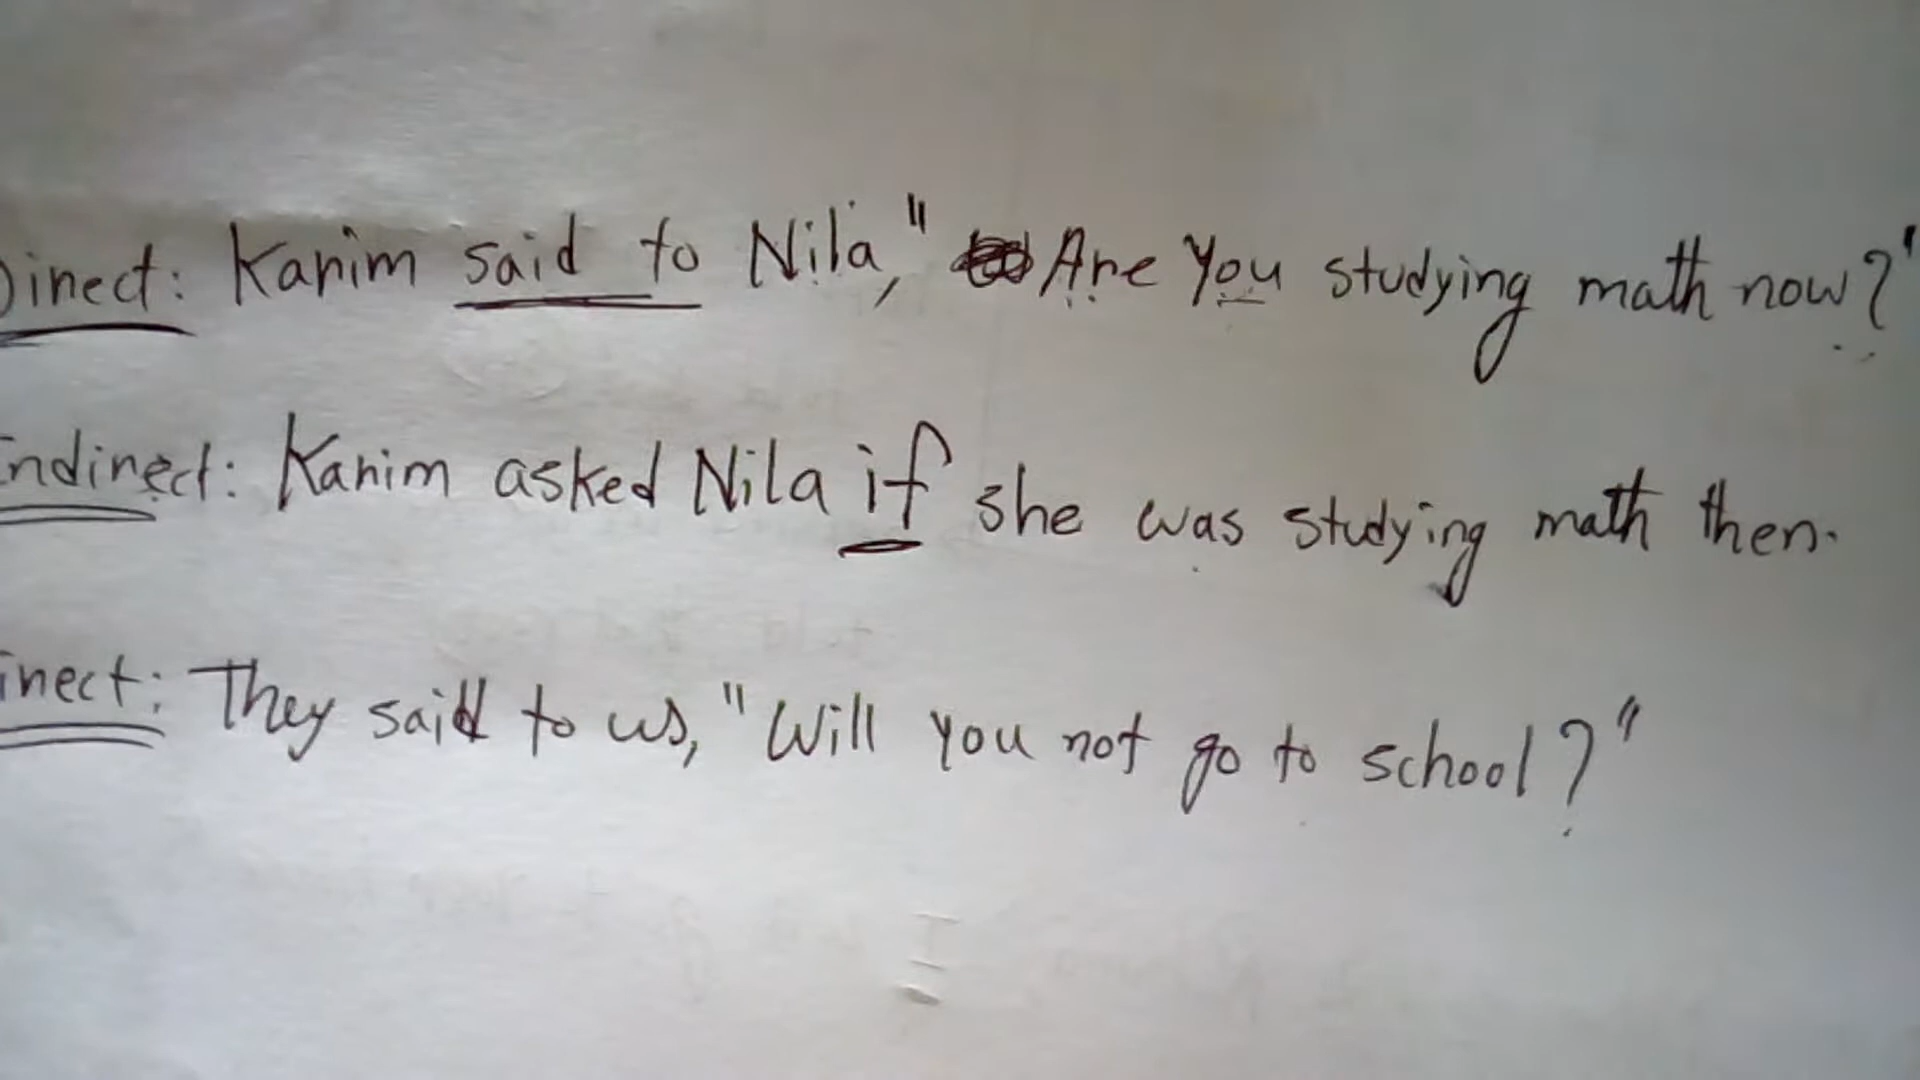 Direct: Karim said to Nila, "Are you studying math now?"
Indirect: Karim asked Nila if she was studying math then.
irect: They said to us, "Will you not go to school?"